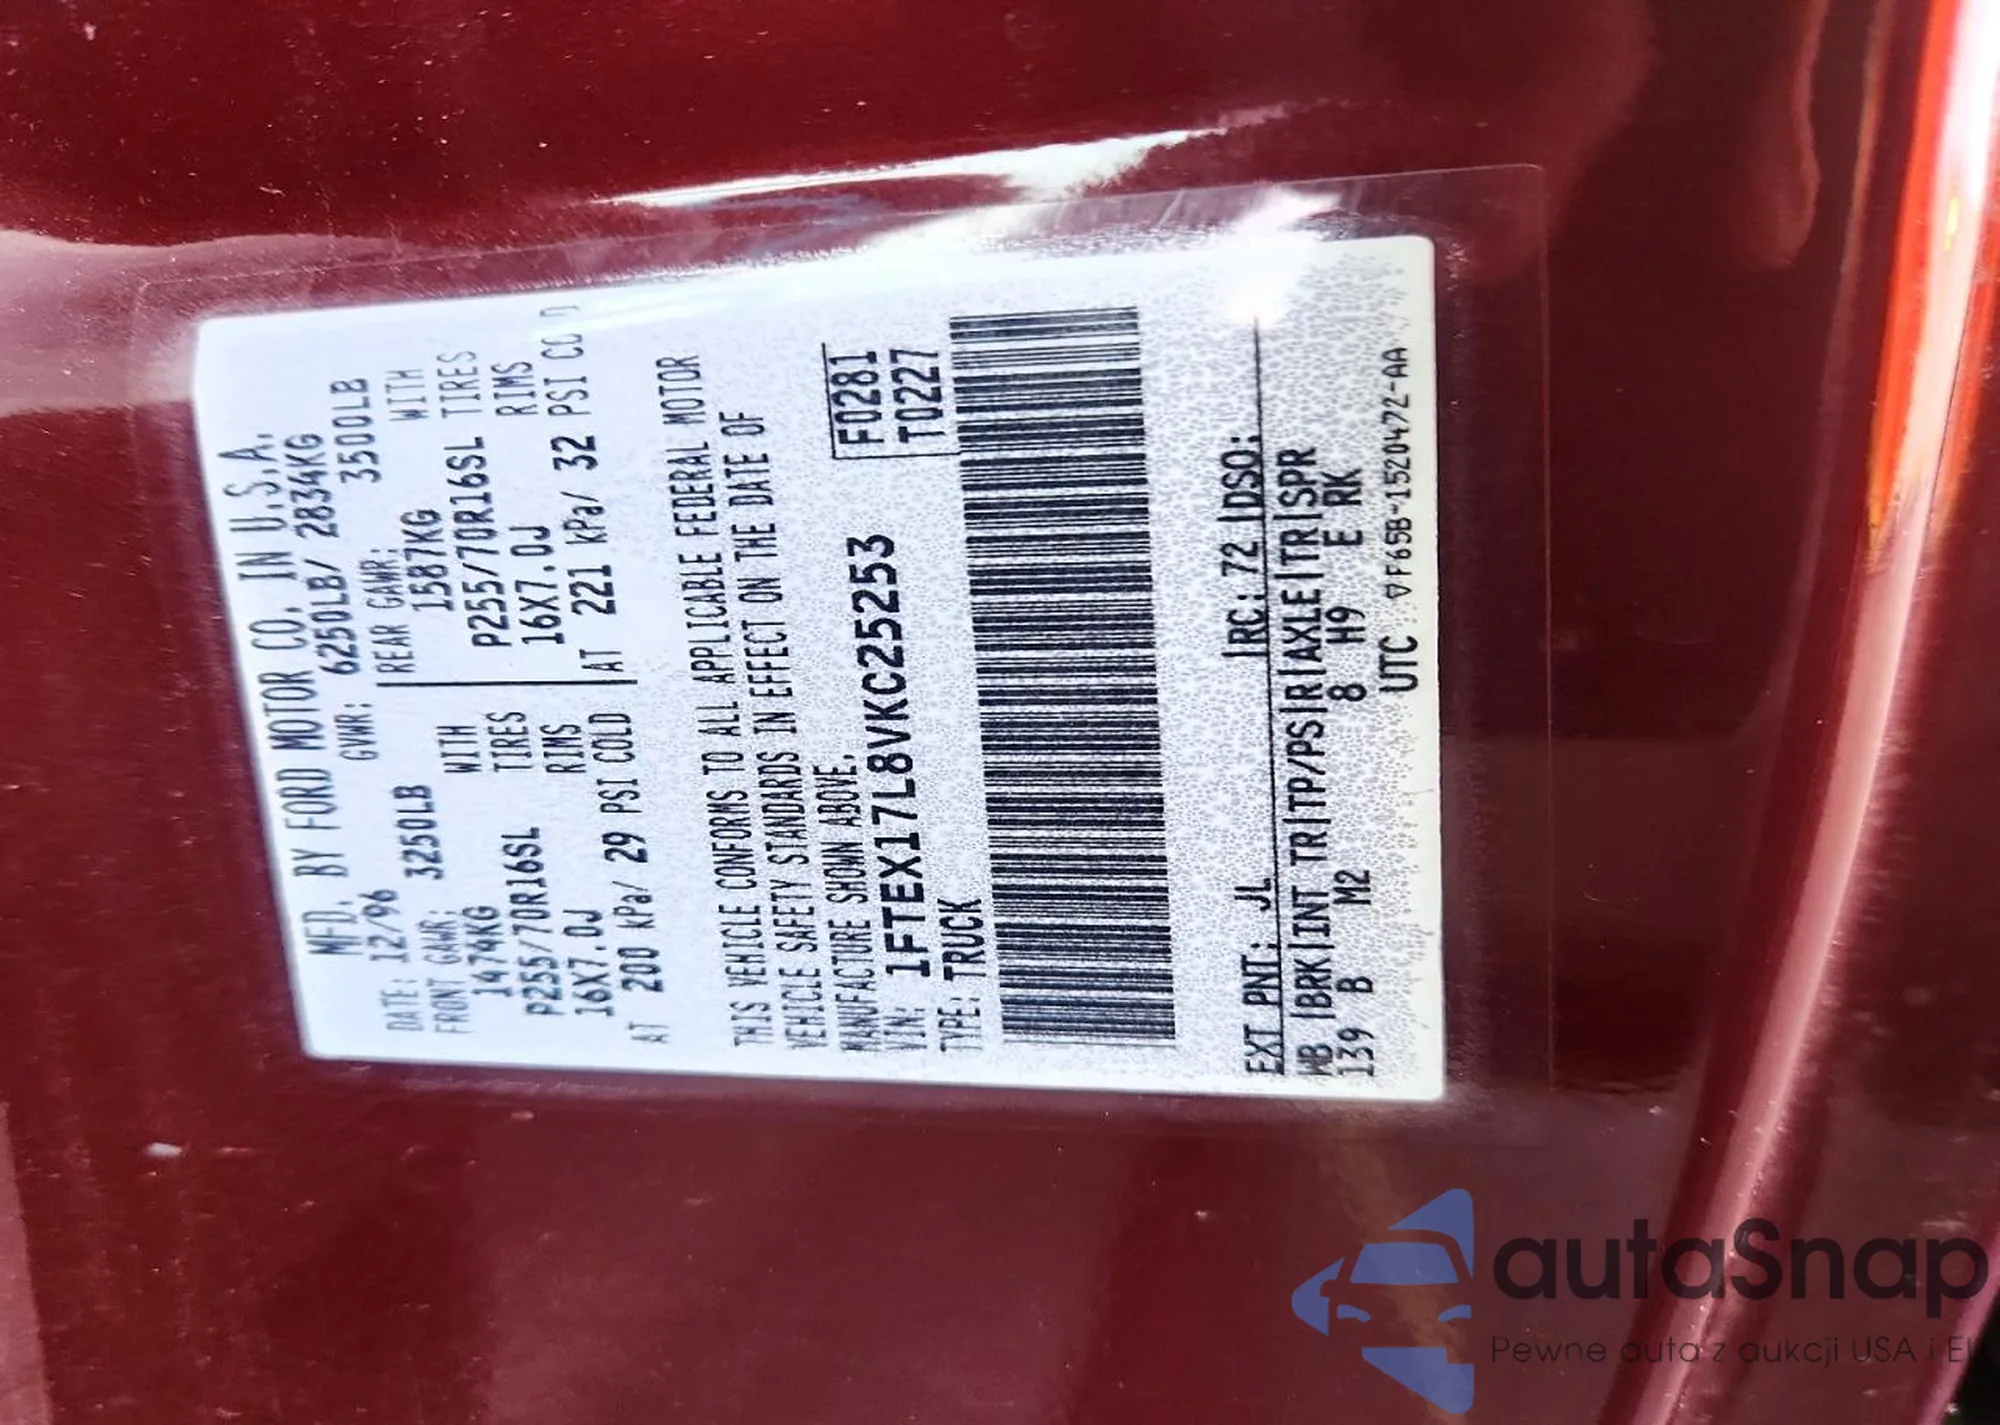 MFD. BY FORD MOTOR CO. IN U.S.A.
DATE: 12/96 GVWR: 6250LB/ 2834KG
FRONT GAWR: 3250LB REAR GAWR: 3500LB
1474KG WITH 1587KG WITH
P255/70R16SL TIRES P255/70R16SL TIRES
16X7.0J RIMS 16X7.0J RIMS
AT 200 kPa/ 29 PSI COLD AT 221 kPa/ 32 PSI
THIS VEHICLE CONFORMS TO ALL APPLICABLE FEDERAL MOTOR
VEHICLE SAFETY STANDARDS IN EFFECT ON THE DATE OF
MANUFACTURE SHOWN ABOVE.
VIN: 1FTEX17L8VKC25253 F0281
TYPE: TRUCK T0227
EXT PNT: JL RC: 72 DSO:
WB BRK INT TR TP/PS R AXLE TR SPR
139 B M2 8 H9 E RK
UTC ▽F65B-1520472-AA
autaSnap
Pewne auta z aukcji USA i